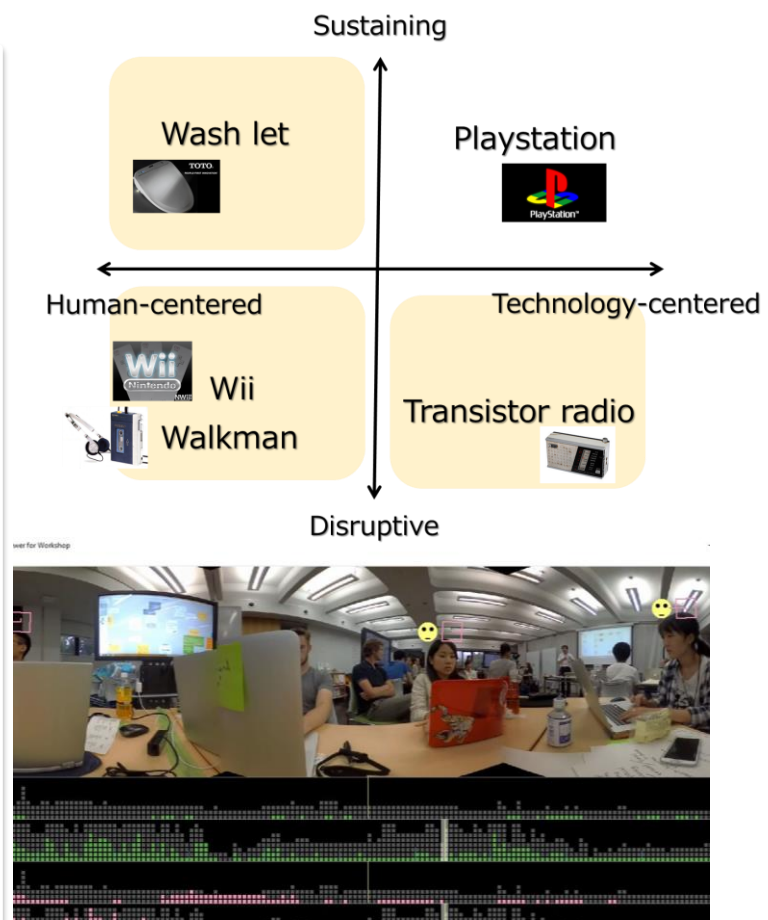 Sustaining
Wash let
TOTO
Playstation
PlayStation
Human-centered
Technology-centered
Wii
Nintendo
NWii
Wii
Walkman
Transistor radio
Disruptive
wer for Workshop